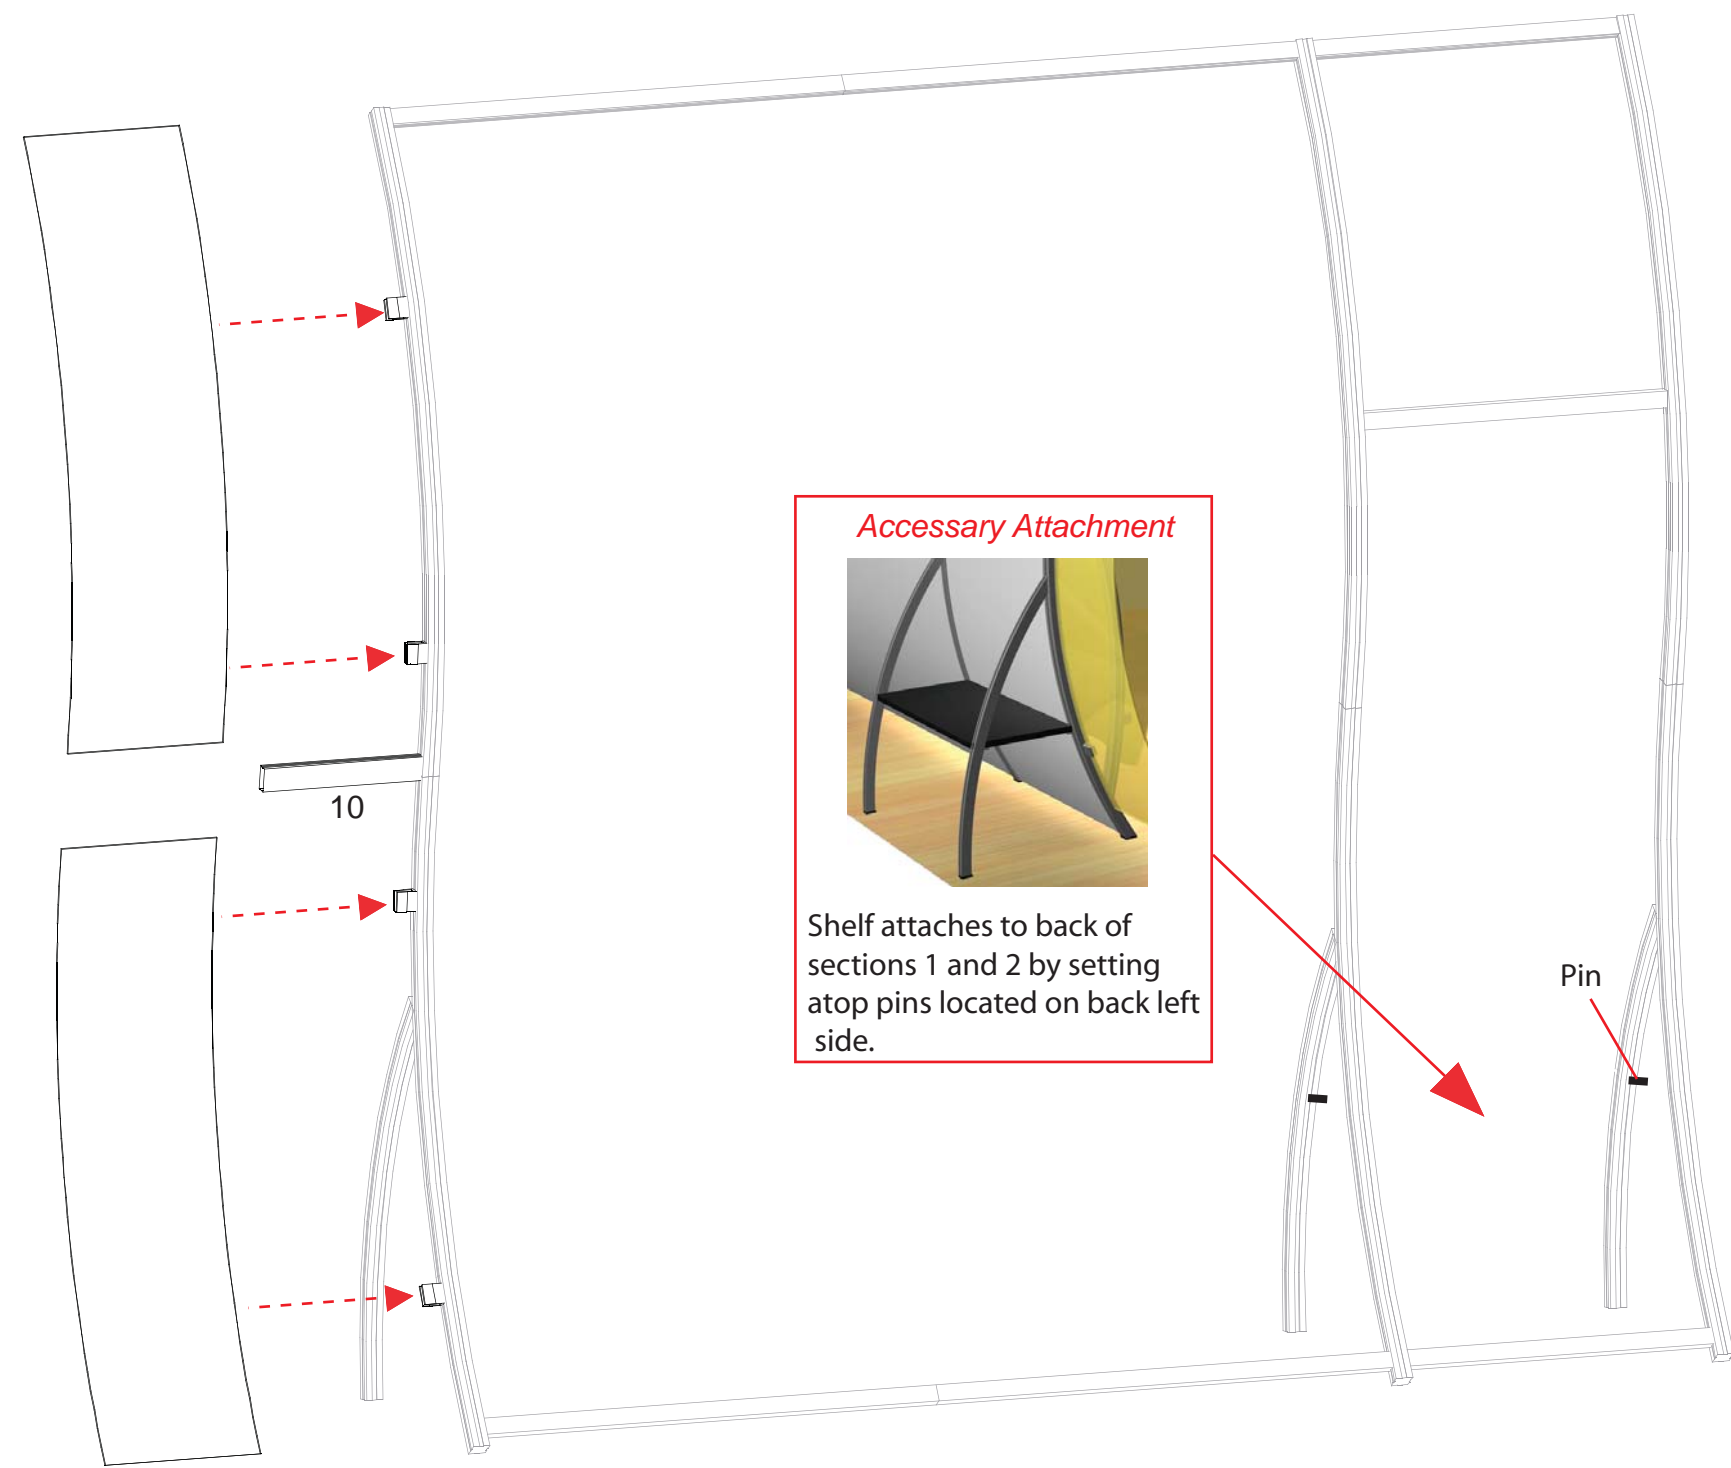 Accessary Attachment
Shelf attaches to back of
sections 1 and 2 by setting
atop pins located on back left
side.
10
Pin